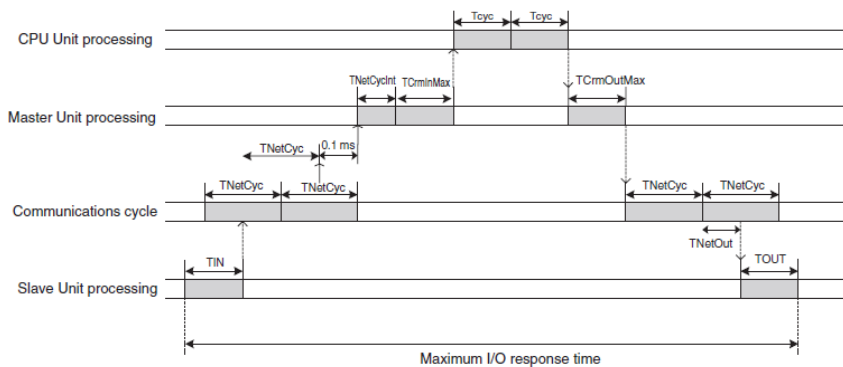 Tcyc Tcyc
CPU Unit processing
TNetCycInt TCrmInMax TCrmOutMax
Master Unit processing
TNetCyc 0.1 ms
TNetCyc TNetCyc TNetCyc TNetCyc
Communications cycle
TNetOut
TIN TOUT
Slave Unit processing
Maximum I/O response time